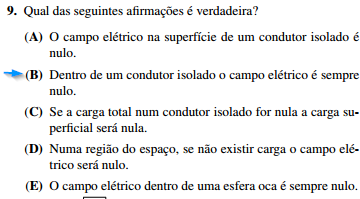 9. Qual das seguintes afirmações é verdadeira?
(A) O campo elétrico na superfície de um condutor isolado é
nulo.
(B) Dentro de um condutor isolado o campo elétrico é sempre
nulo.
(C) Se a carga total num condutor isolado for nula a carga su-
perficial será nula.
(D) Numa região do espaço, se não existir carga o campo elé-
trico será nulo.
(E) O campo elétrico dentro de uma esfera oca é sempre nulo.